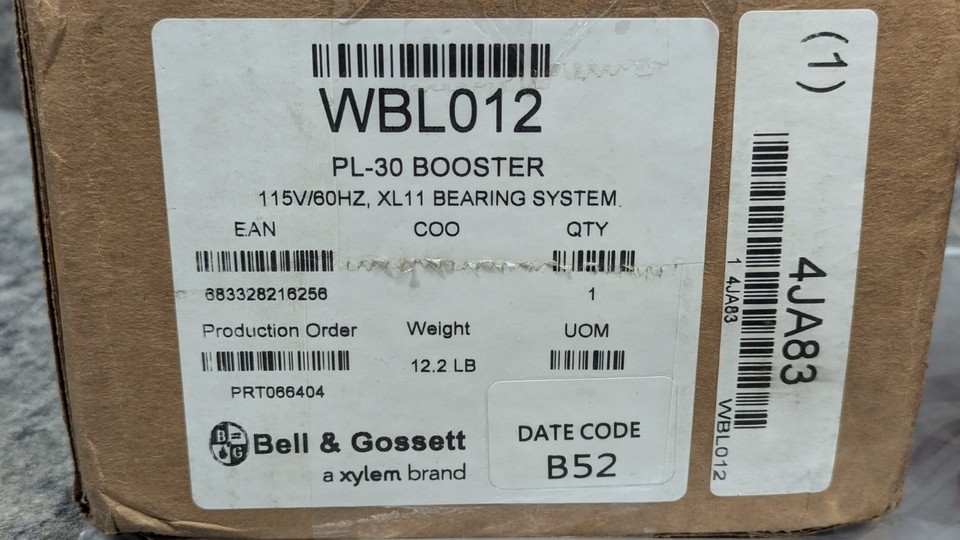 WBL012
PL-30 BOOSTER
115V/60HZ, XL11 BEARING SYSTEM
EAN COO QTY
683328216256 1
Production Order Weight UOM
12.2 LB
PRT066404
B G
Bell & Gossett
a xylem brand
DATE CODE
B52
(1)
4JA83
1 4JA83
WBL012